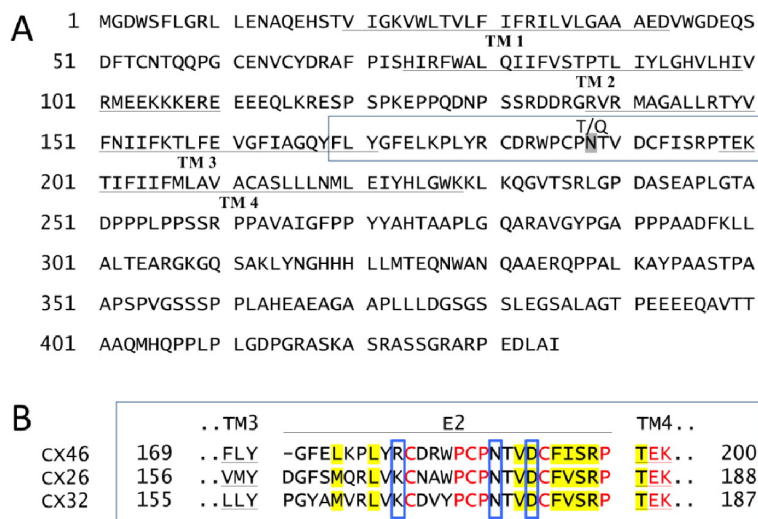 A
1 MGDWSFLGRL LENAQEHSTV IGKVWLTVLF IFRILVLGAA AEDVWGDEQS
TM 1
51 DFTCNTQQPG CENVCYDRAF PISHIRFWAL QIIFVSTPTL IYLGHVLHIV
TM 2
101 RMEEKKKERE EEEQLKRESP SPKEPPQDNP SSRDDRGRVR MAGALLRTYV
T/Q
151 FNIIFKTLFE VGFIAGQYFL YGFELKPLYR CDRWPCPNTV DCFISRPTEK
TM 3
201 TIFIIFMLAV ACASLLLNML EIYHLGWKKL KQGVTSRLGP DASEAPLGTA
TM 4
251 DPPPLPPSSR PPAVAIGFPP YYAHTAAPLG QARAVGYPGA PPPAADFKLL
301 ALTEARGKGQ SAKLYNGHHH LLMTEQNWAN QAAERQPPAL KAYPAASTPA
351 APSPVGSSSP PLAHEAEAGA APLLLDGSGS SLEGSALAGT PEEEEQAVTT
401 AAQMHQPPLP LGDPGRASKA SRASSGRARP EDLAI
B
..TM3 E2 TM4..
CX46 169 ..FLY -GFELKPLYRCDRWPCPNTVDCFISRP TEK.. 200
CX26 156 ..VMY DGFSMQRLVKCNAWPCPNTVDCFVSRP TEK.. 188
CX32 155 ..LLY PGYAMVRLVKCDVYPCPNTVDCFVSRP TEK.. 187